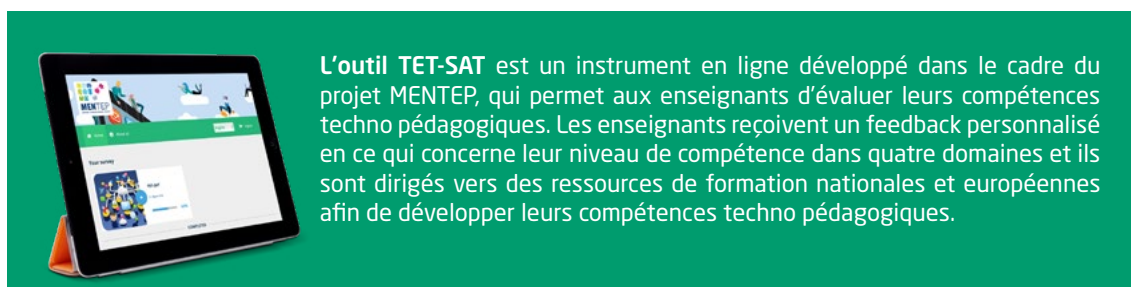 L'outil TET-SAT est un instrument en ligne développé dans le cadre du
projet MENTEP, qui permet aux enseignants d'évaluer leurs compétences
techno pédagogiques. Les enseignants reçoivent un feedback personnalisé
en ce qui concerne leur niveau de compétence dans quatre domaines et ils
sont dirigés vers des ressources de formation nationales et européennes
afin de développer leurs compétences techno pédagogiques.
MENTEP
Your survey